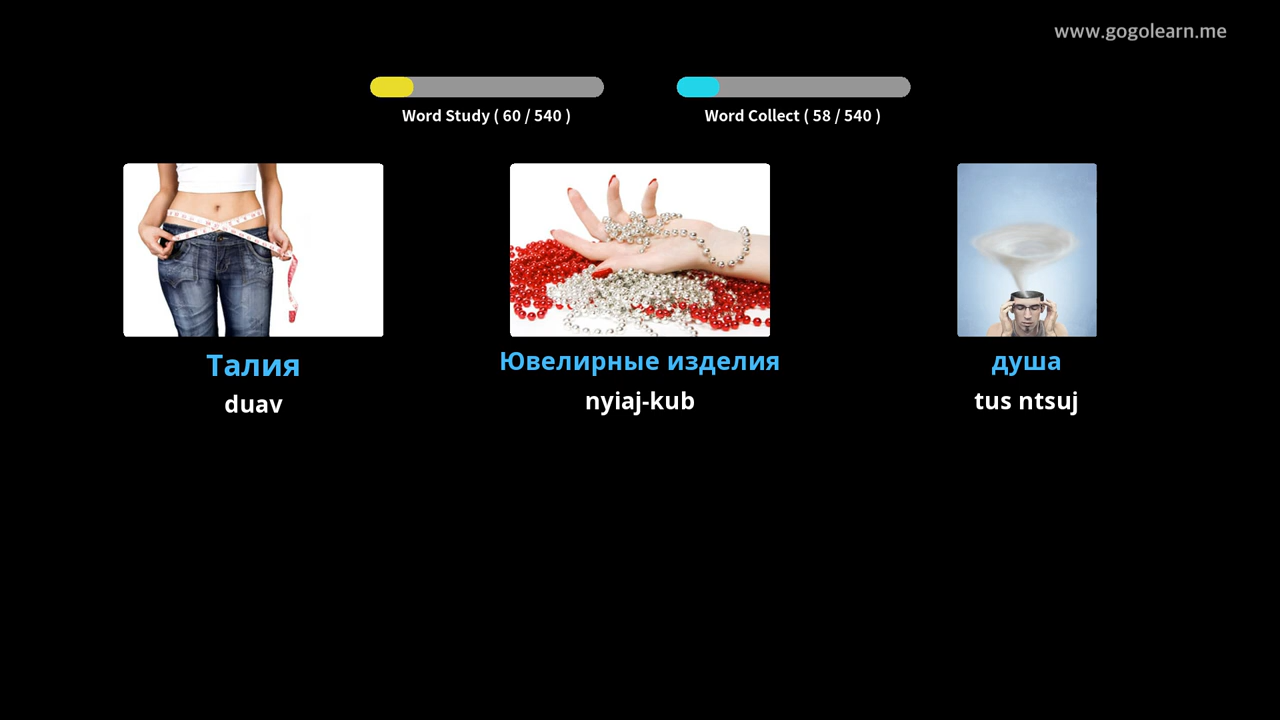 www.gogolearn.me
Word Study ( 60 / 540 )
Word Collect ( 58 / 540 )
Талия
duav
Ювелирные изделия
nyiaj-kub
душа
tus ntsuj